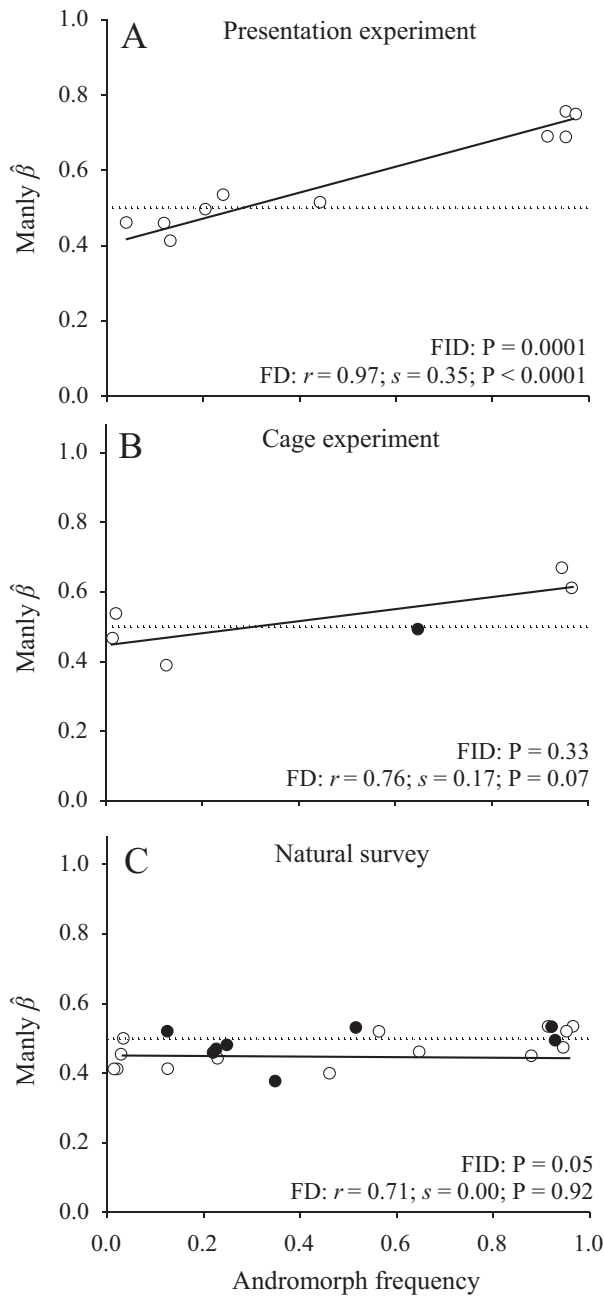 A Presentation experiment
1.0
0.8
0.6
0.4
0.2
0.0
Manly β̂
FID: P = 0.0001
FD: r = 0.97; s = 0.35; P < 0.0001
B Cage experiment
1.0
0.8
0.6
0.4
0.2
0.0
Manly β̂
FID: P = 0.33
FD: r = 0.76; s = 0.17; P = 0.07
C Natural survey
1.0
0.8
0.6
0.4
0.2
0.0
Manly β̂
FID: P = 0.05
FD: r = 0.71; s = 0.00; P = 0.92
0.0 0.2 0.4 0.6 0.8 1.0
Andromorph frequency